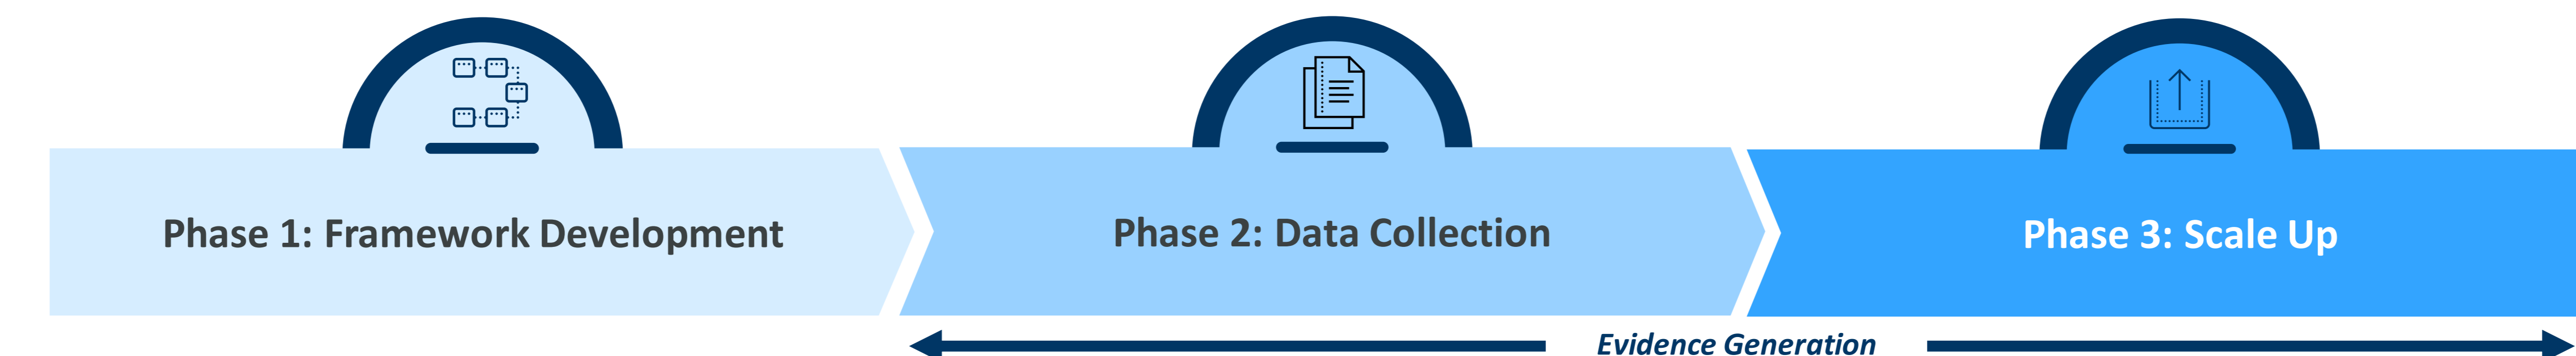 Phase 1: Framework Development
Phase 2: Data Collection
Phase 3: Scale Up
Evidence Generation